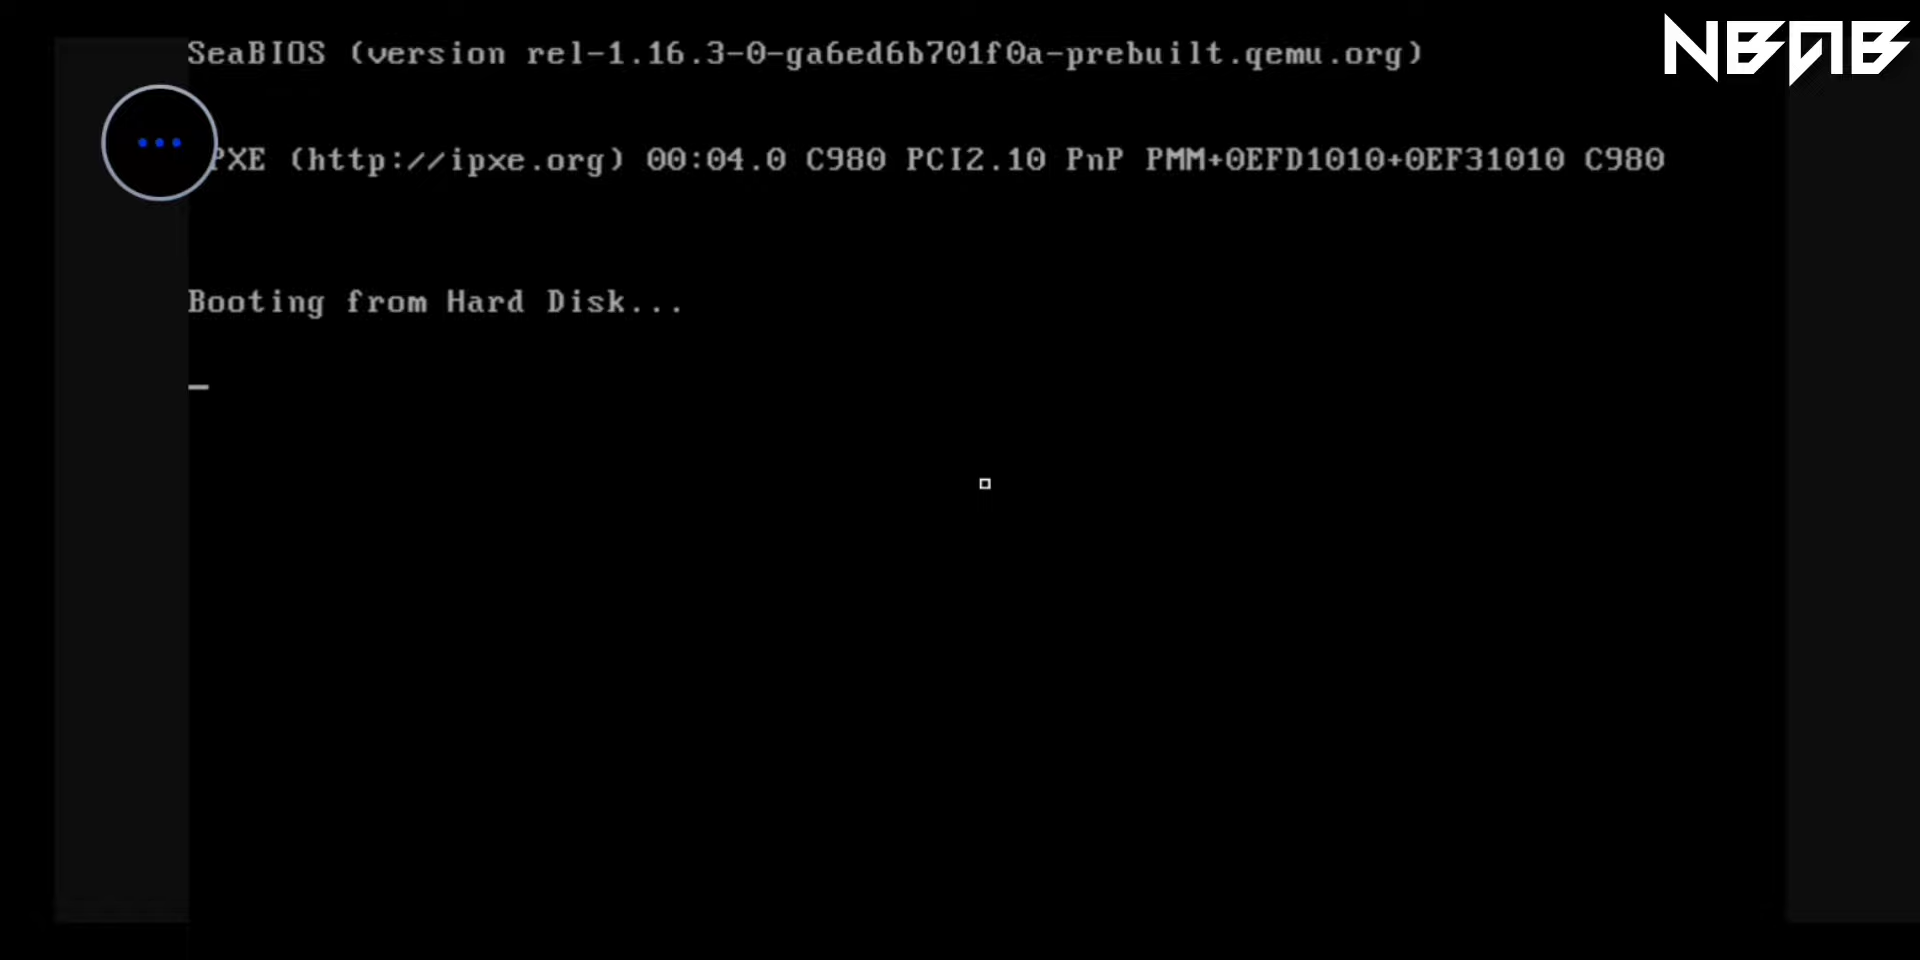 SeaBIOS (version rel-1.16.3-0-ga6ed6b701f0a-prebuilt.qemu.org)
PXE (http://ipxe.org) 00:04.0 C980 PCI2.10 PnP PMM+0EFD1010+0EF31010 C980
Booting from Hard Disk...